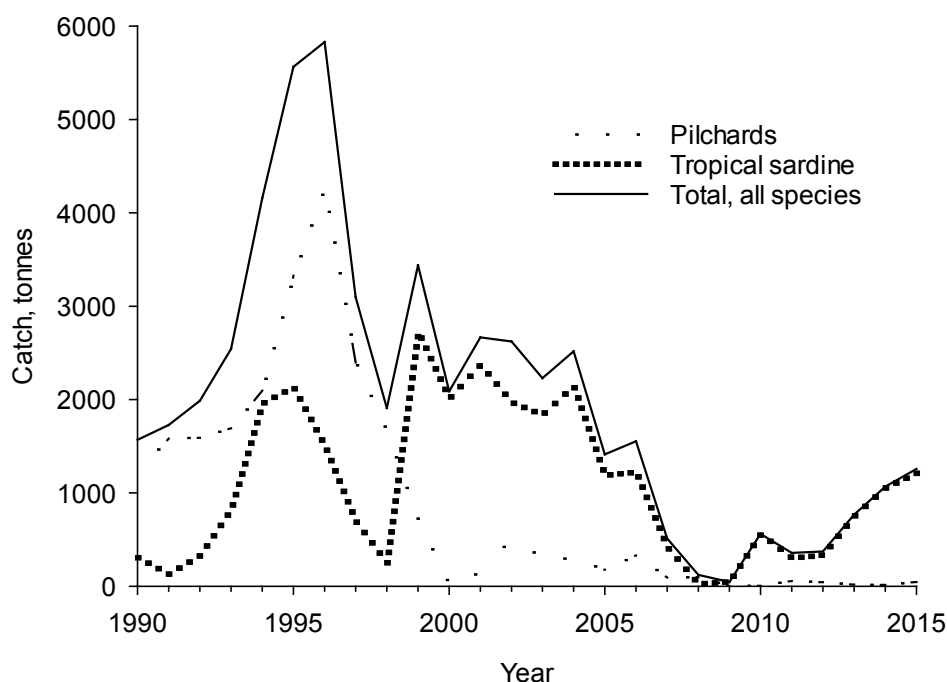 6000
5000
4000
3000
2000
1000
0
Catch, tonnes
Pilchards
Tropical sardine
Total, all species
1990 1995 2000 2005 2010 2015
Year